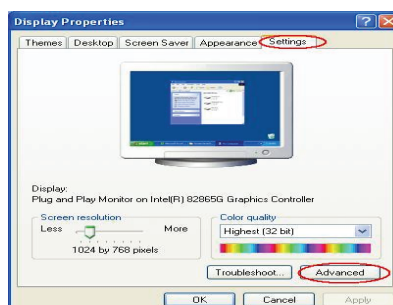 Display Properties
Themes Desktop Screen Saver Appearance Settings
Display:
Plug and Play Monitor on Intel(R) 82865G Graphics Controller
Screen resolution
Less More
1024 by 768 pixels
Color quality
Highest (32 bit)
Troubleshoot... Advanced
OK Cancel Apply